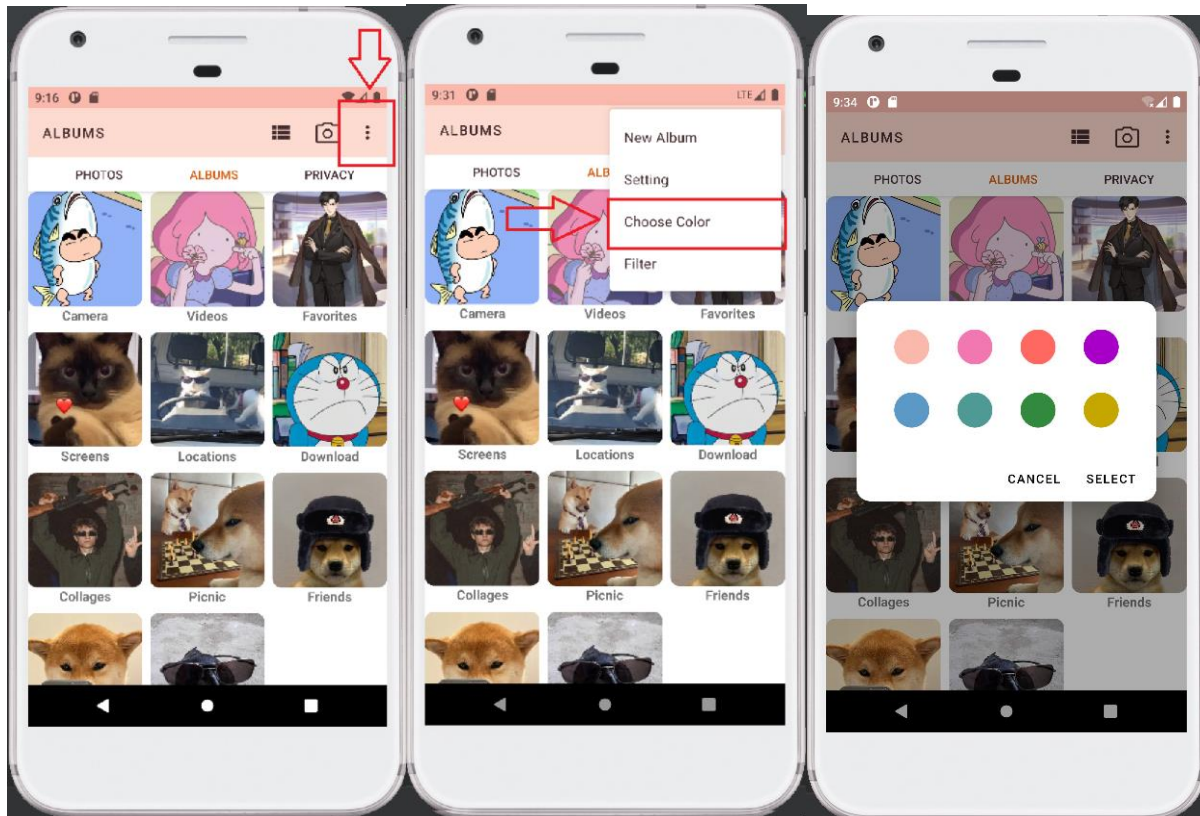 9:16
ALBUMS
PHOTOS ALBUMS PRIVACY
Camera Videos Favorites
Screens Locations Download
Collages Picnic Friends
9:31 LTE
ALBUMS
New Album
Setting
Choose Color
Filter
PHOTOS ALB
Camera Videos Favorites
Screens Locations Download
Collages Picnic Friends
9:34
ALBUMS
PHOTOS ALBUMS PRIVACY
CANCEL SELECT
Collages Picnic Friends